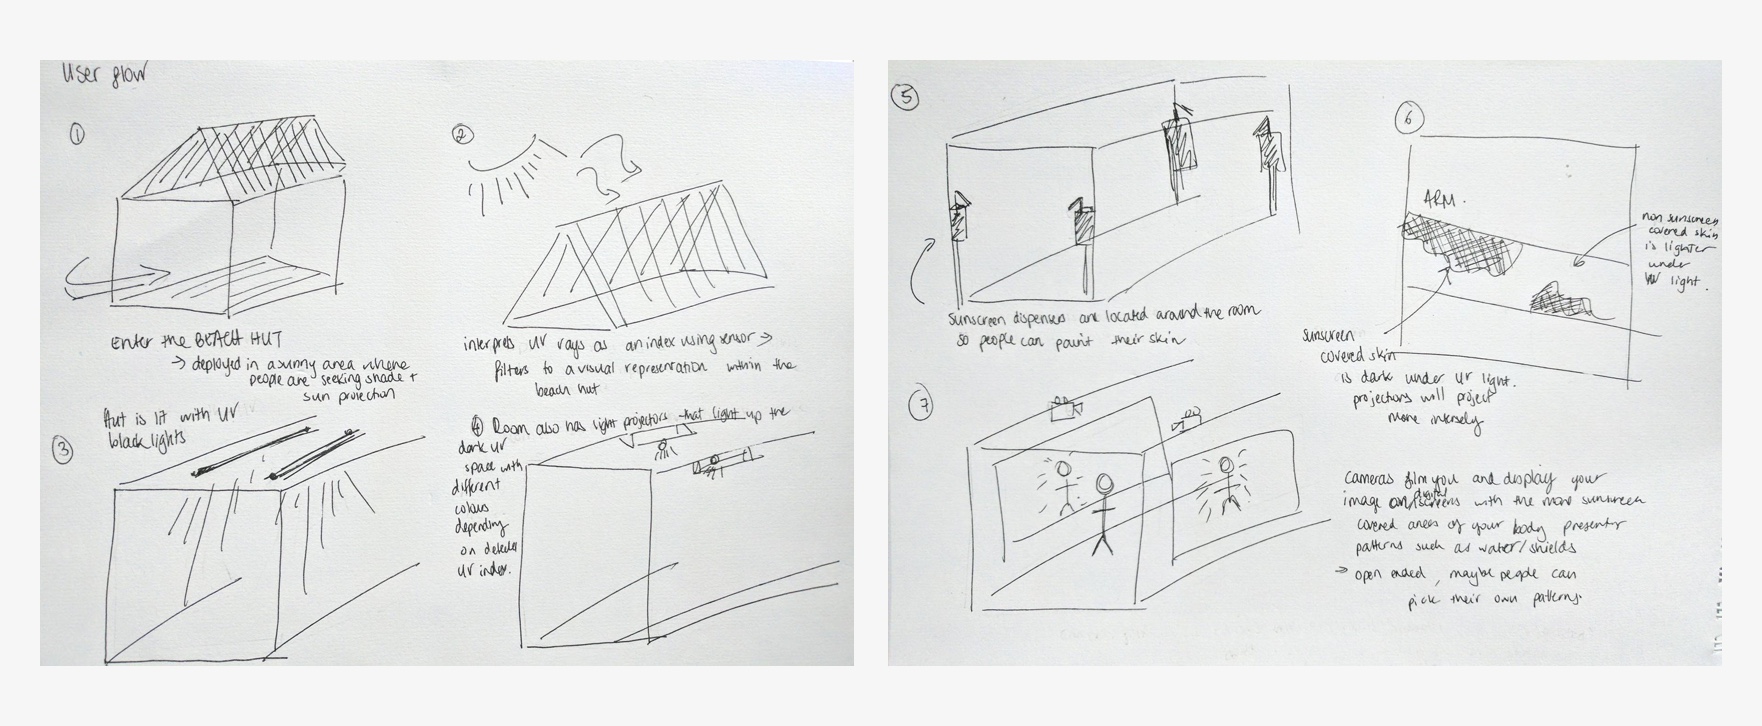 User flow
①
Enter the BEACH HUT
→ deployed in a sunny area where
people are seeking shade +
sun protection
②
interprets UV rays as an index using sensor →
filters to a visual representation within the
beach hut
③
Hut is lit with UV
black lights
④ Room also has light projectors that light up the
dark UV
space with
different
colours
depending
on detected
UV index.
⑤
Sunscreen dispensers are located around the room
so people can paint their skin
⑥
ARM.
non sunscreen
covered skin
is lighter
under
UV light.
sunscreen
covered skin
is dark under UV light.
projectors will project
more intensely
⑦
Cameras film you and display your
image on digital screens with the more sunscreen
covered areas of your body presenting
patterns such as water/shields
→ open ended, maybe people can
pick their own patterns.